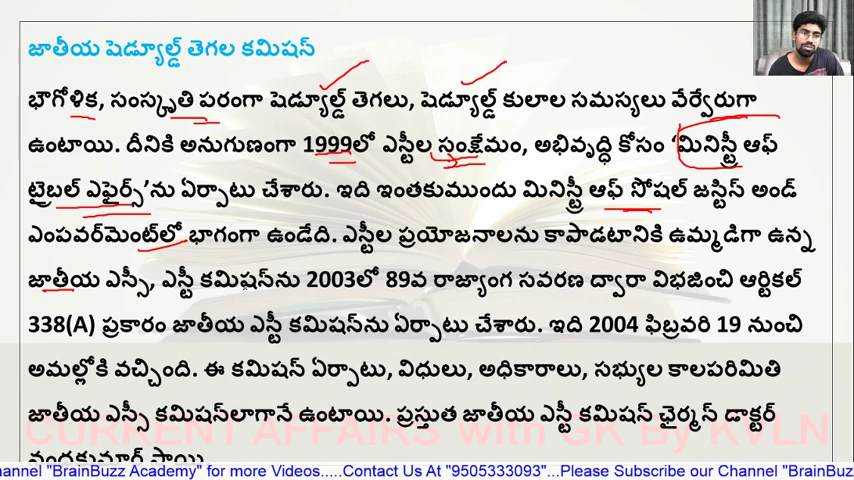 జాతీయ షెడ్యూల్డ్ తెగల కమిషన్
భౌగోళిక, సంస్కృతి పరంగా షెడ్యూల్డ్ తెగలు, షెడ్యూల్డ్ కులాల సమస్యలు వేర్వేరుగా
ఉంటాయి. దీనికి అనుగుణంగా 1999లో ఎస్టీల సంక్షేమం, అభివృద్ధి కోసం 'మినిస్ట్రీ ఆఫ్
ట్రైబల్ ఎఫైర్స్'ను ఏర్పాటు చేశారు. ఇది ఇంతకుముందు మినిస్ట్రీ ఆఫ్ సోషల్ జస్టిస్ అండ్
ఎంపవర్‌మెంట్‌లో భాగంగా ఉండేది. ఎస్టీల ప్రయోజనాలను కాపాడటానికి ఉమ్మడిగా ఉన్న
జాతీయ ఎస్సీ, ఎస్టీ కమిషన్‌ను 2003లో 89వ రాజ్యాంగ సవరణ ద్వారా విభజించి ఆర్టికల్
338(A) ప్రకారం జాతీయ ఎస్టీ కమిషన్‌ను ఏర్పాటు చేశారు. ఇది 2004 ఫిబ్రవరి 19 నుంచి
అమల్లోకి వచ్చింది. ఈ కమిషన్ ఏర్పాటు, విధులు, అధికారాలు, సభ్యుల కాలపరిమితి
జాతీయ ఎస్సీ కమిషన్‌లాగానే ఉంటాయి. ప్రస్తుత జాతీయ ఎస్టీ కమిషన్ ఛైర్మన్ డాక్టర్
CURRENT AFFAIRS with GK By KVLN
నందకుమార్ సాయి.
hannel "BrainBuzz Academy" for more Videos.....Contact Us At "9505333093"...Please Subscribe our Channel "BrainBuzz